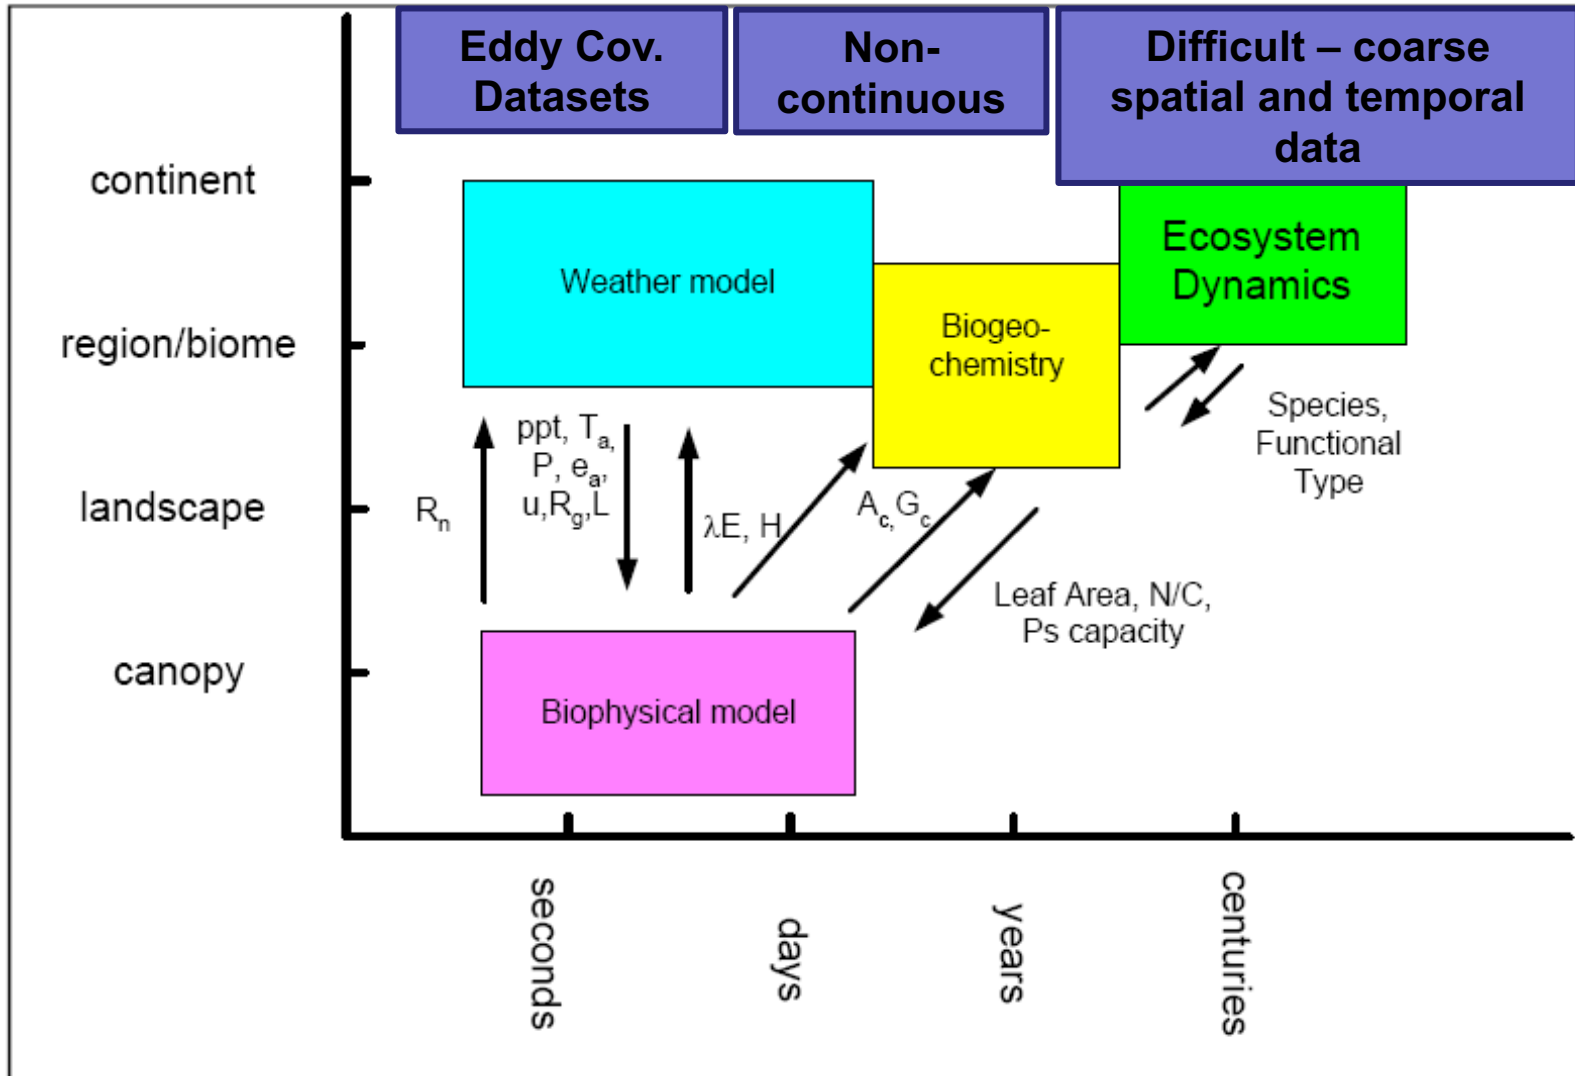 Eddy Cov.
Datasets
Non-
continuous
Difficult – coarse
spatial and temporal
data
continent
region/biome
landscape
canopy
Weather model
Biogeo-
chemistry
Ecosystem
Dynamics
Rn
ppt, Ta,
P, ea,
u,Rg,L
λE, H
Ac,Gc
Species,
Functional
Type
Leaf Area, N/C,
Ps capacity
Biophysical model
seconds
days
years
centuries